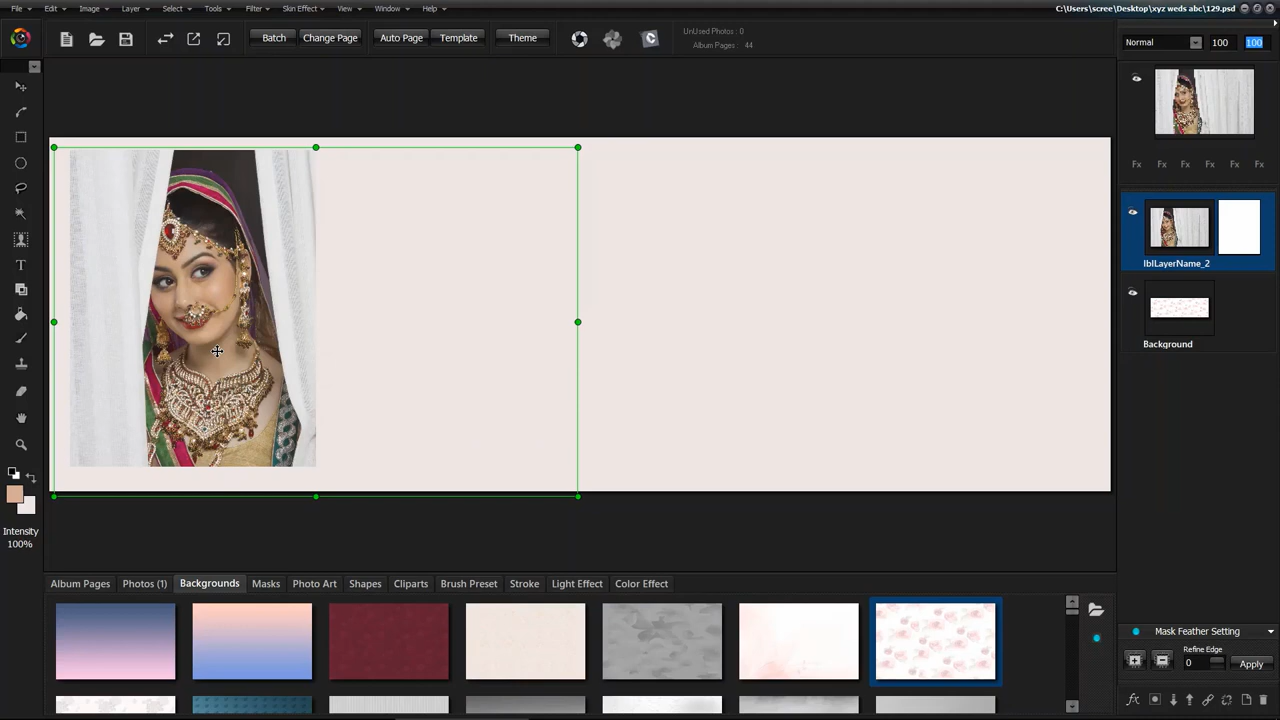 File Edit Image Layer Select Tools Filter Skin Effect View Window Help C:\Users\scree\Desktop\xyz weds abc\129.psd
Batch Change Page Auto Page Template Theme UnUsed Photos : 0
Album Pages : 44
Normal 100 100
Fx Fx Fx Fx Fx Fx
T
lblLayerName_2
Background
Intensity
100%
Album Pages Photos (1) Backgrounds Masks Photo Art Shapes Cliparts Brush Preset Stroke Light Effect Color Effect
Mask Feather Setting
Refine Edge
0 Apply
fx